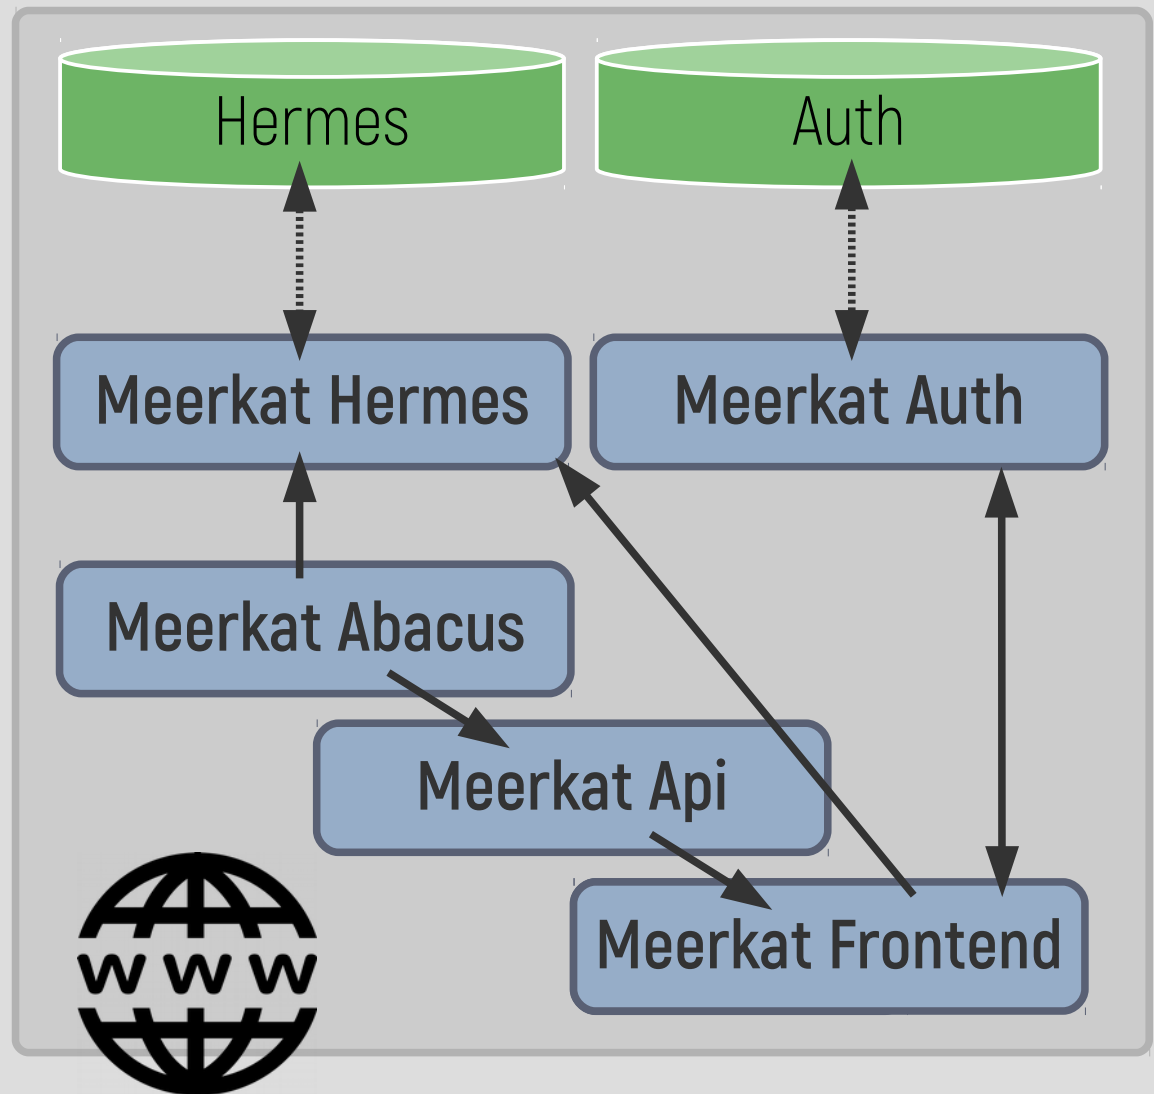 Hermes
Auth
Meerkat Hermes
Meerkat Auth
Meerkat Abacus
Meerkat Api
Meerkat Frontend
www